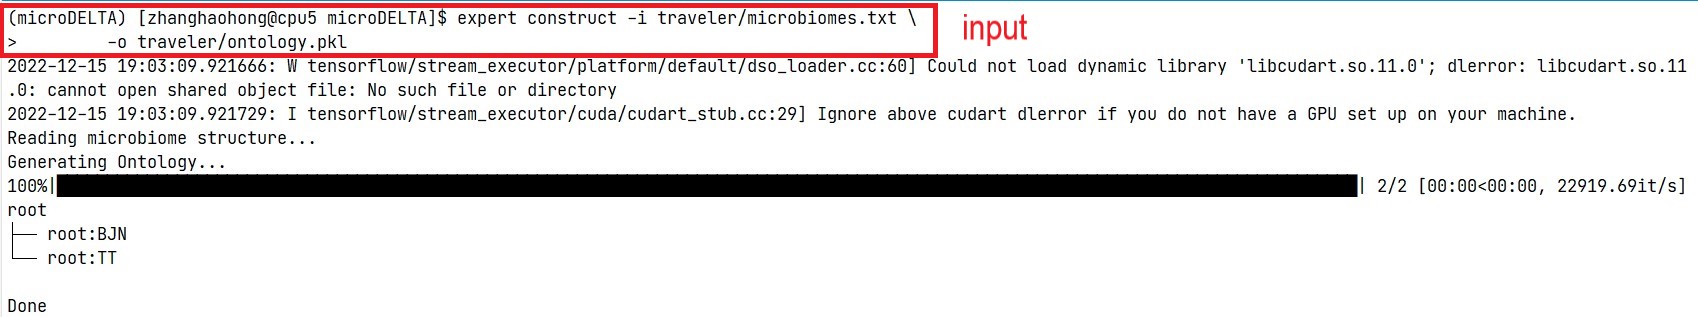 (microDELTA) [zhanghaohong@cpu5 microDELTA]$ expert construct -i traveler/microbiomes.txt \
>         -o traveler/ontology.pkl
input
2022-12-15 19:03:09.921666: W tensorflow/stream_executor/platform/default/dso_loader.cc:60] Could not load dynamic library 'libcudart.so.11.0'; dlerror: libcudart.so.11
.0: cannot open shared object file: No such file or directory
2022-12-15 19:03:09.921729: I tensorflow/stream_executor/cuda/cudart_stub.cc:29] Ignore above cudart dlerror if you do not have a GPU set up on your machine.
Reading microbiome structure...
Generating Ontology...
100%|██████████| 2/2 [00:00<00:00, 22919.69it/s]
root
├── root:BJN
└── root:TT
Done